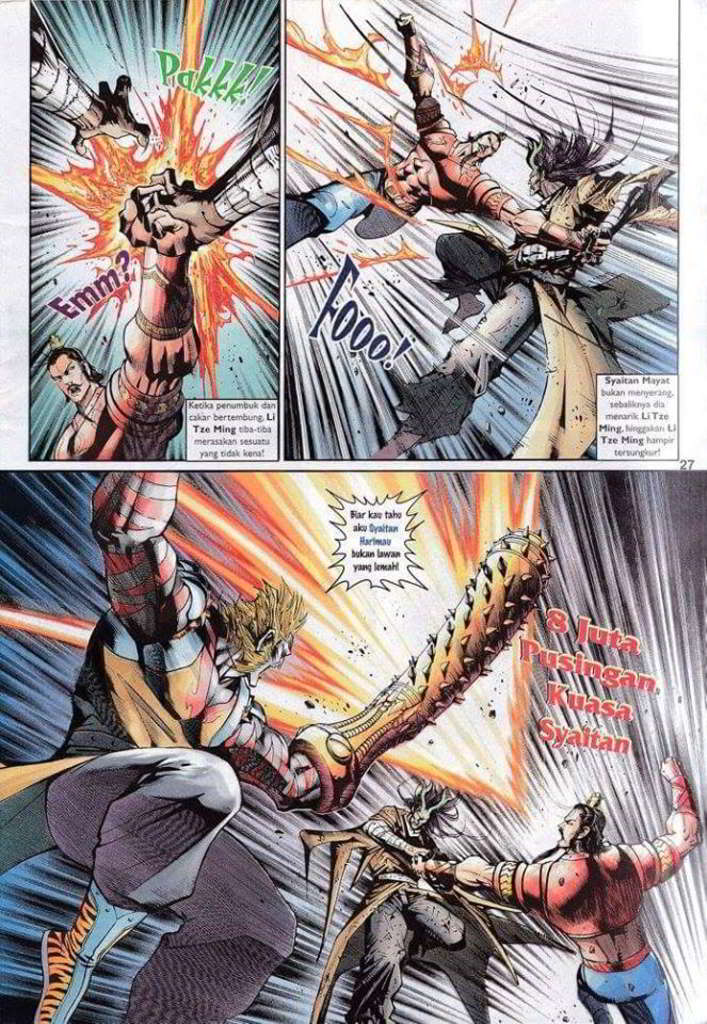 Pakkk!
Emm?
Ketika penumbuk dan
cakar bertembung, Li
Tze Ming tiba-tiba
merasakan sesuatu
yang tidak kena!
Fooo!
Syaitan Mayat
bukan menyerang,
sebaliknya dia
menarik Li Tze
Ming, hinggakan Li
Tze Ming hampir
tersungkur!
27
Biar kau tahu
aku Syaitan
Harimau
bukan lawan
yang lemah!
8 Juta
Pusingan
Kuasa
Syaitan